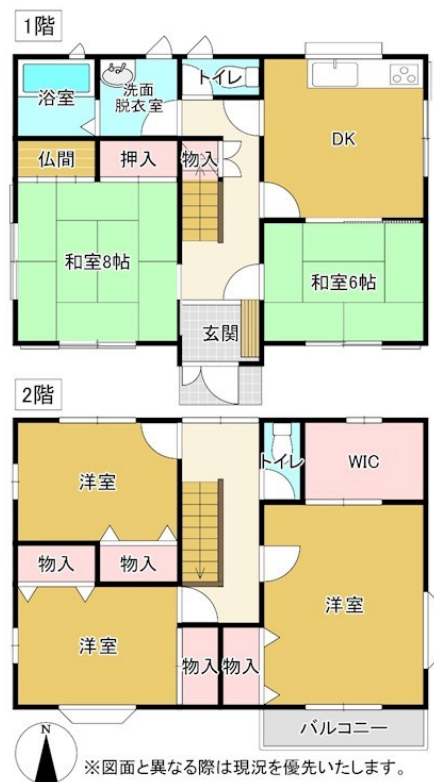 1階
浴室
洗面
脱衣室
トイレ
DK
仏間
押入
物入
和室8帖
和室6帖
玄関
2階
洋室
トイレ
WIC
物入
物入
洋室
洋室
物入
物入
バルコニー
N
※図面と異なる際は現況を優先いたします。